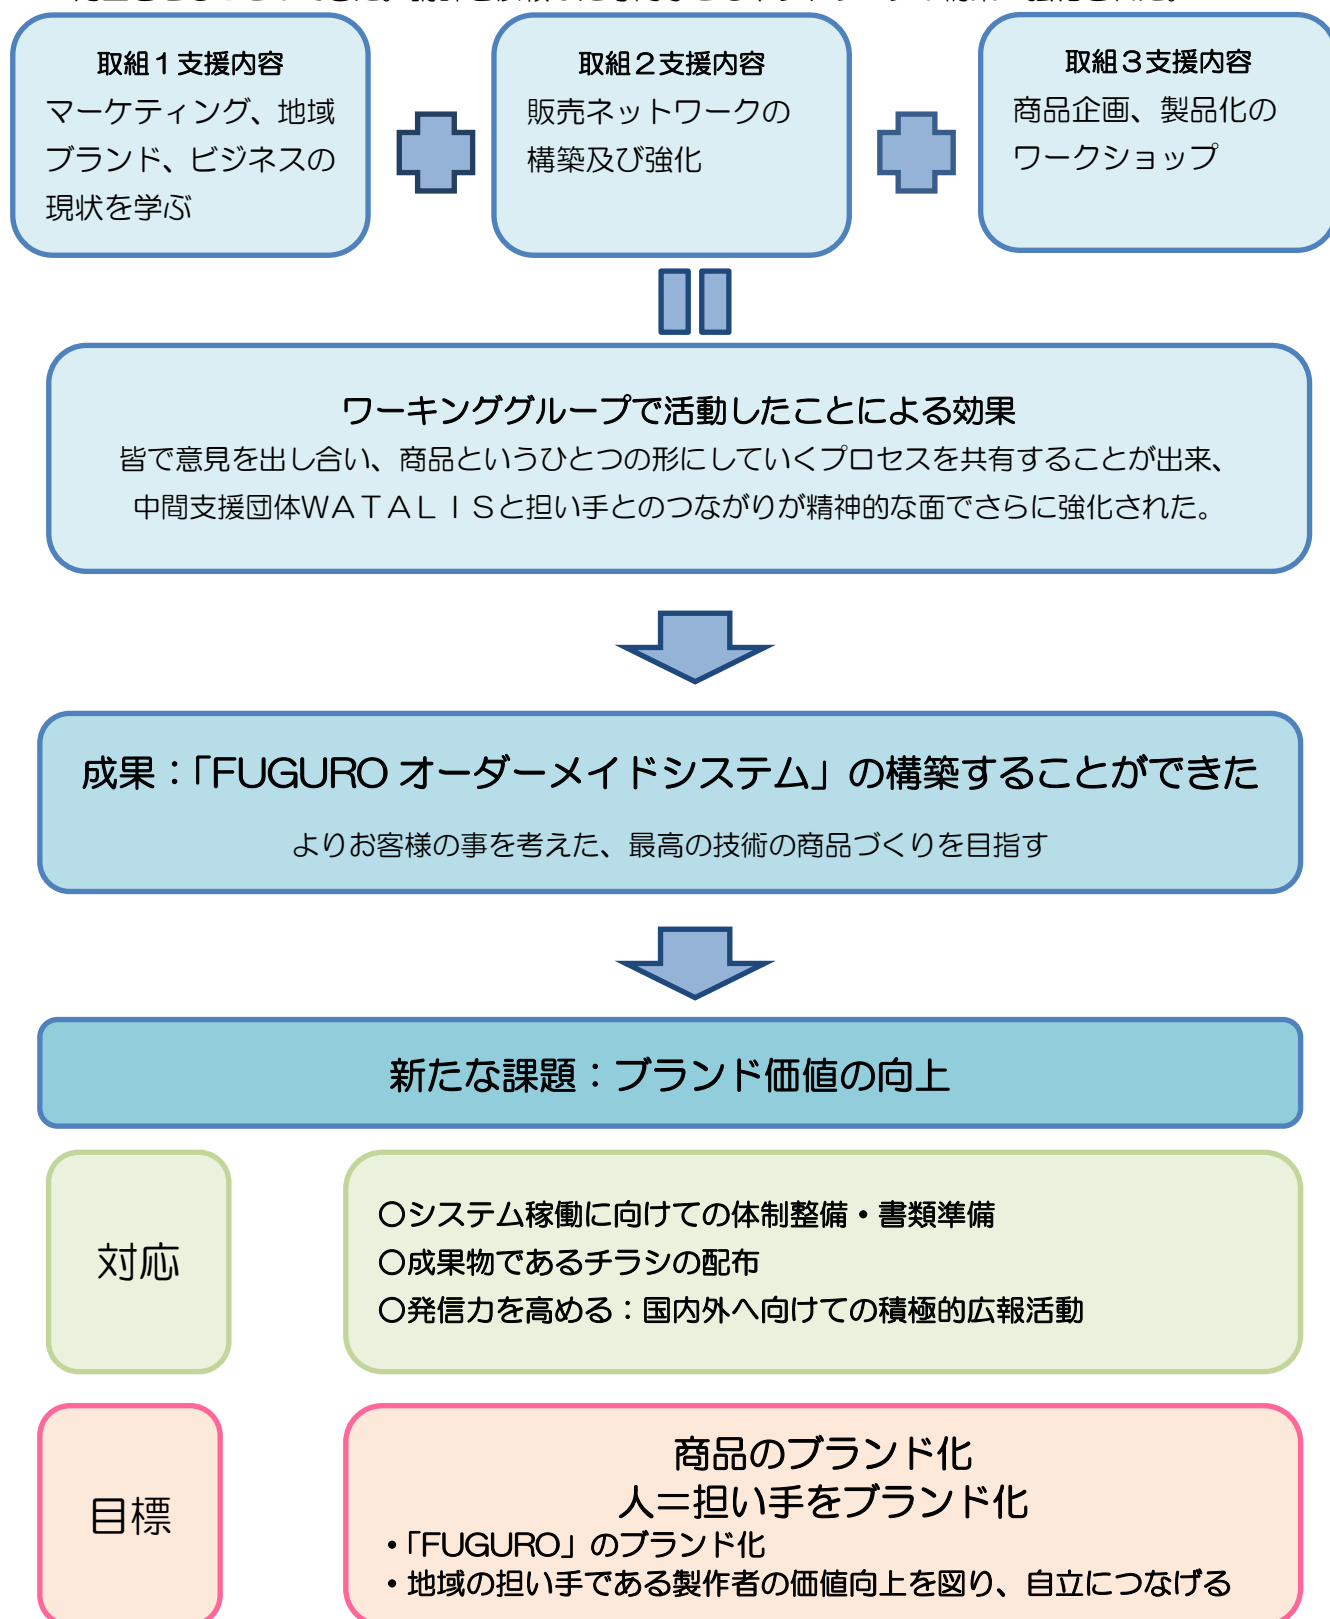 取組１支援内容
マーケティング、地域
ブランド、ビジネスの
現状を学ぶ
取組２支援内容
販売ネットワークの
構築及び強化
取組３支援内容
商品企画、製品化の
ワークショップ
ワーキンググループで活動したことによる効果
皆で意見を出し合い、商品というひとつの形にしていくプロセスを共有することが出来、
中間支援団体ＷＡＴＡＬＩＳと担い手とのつながりが精神的な面でさらに強化された。
成果：「FUGURO オーダーメイドシステム」の構築することができた
よりお客様の事を考えた、最高の技術の商品づくりを目指す
新たな課題：ブランド価値の向上
対応
〇システム稼働に向けての体制整備・書類準備
〇成果物であるチラシの配布
〇発信力を高める：国内外へ向けての積極的広報活動
目標
商品のブランド化
人＝担い手をブランド化
・「FUGURO」のブランド化
・地域の担い手である製作者の価値向上を図り、自立につなげる